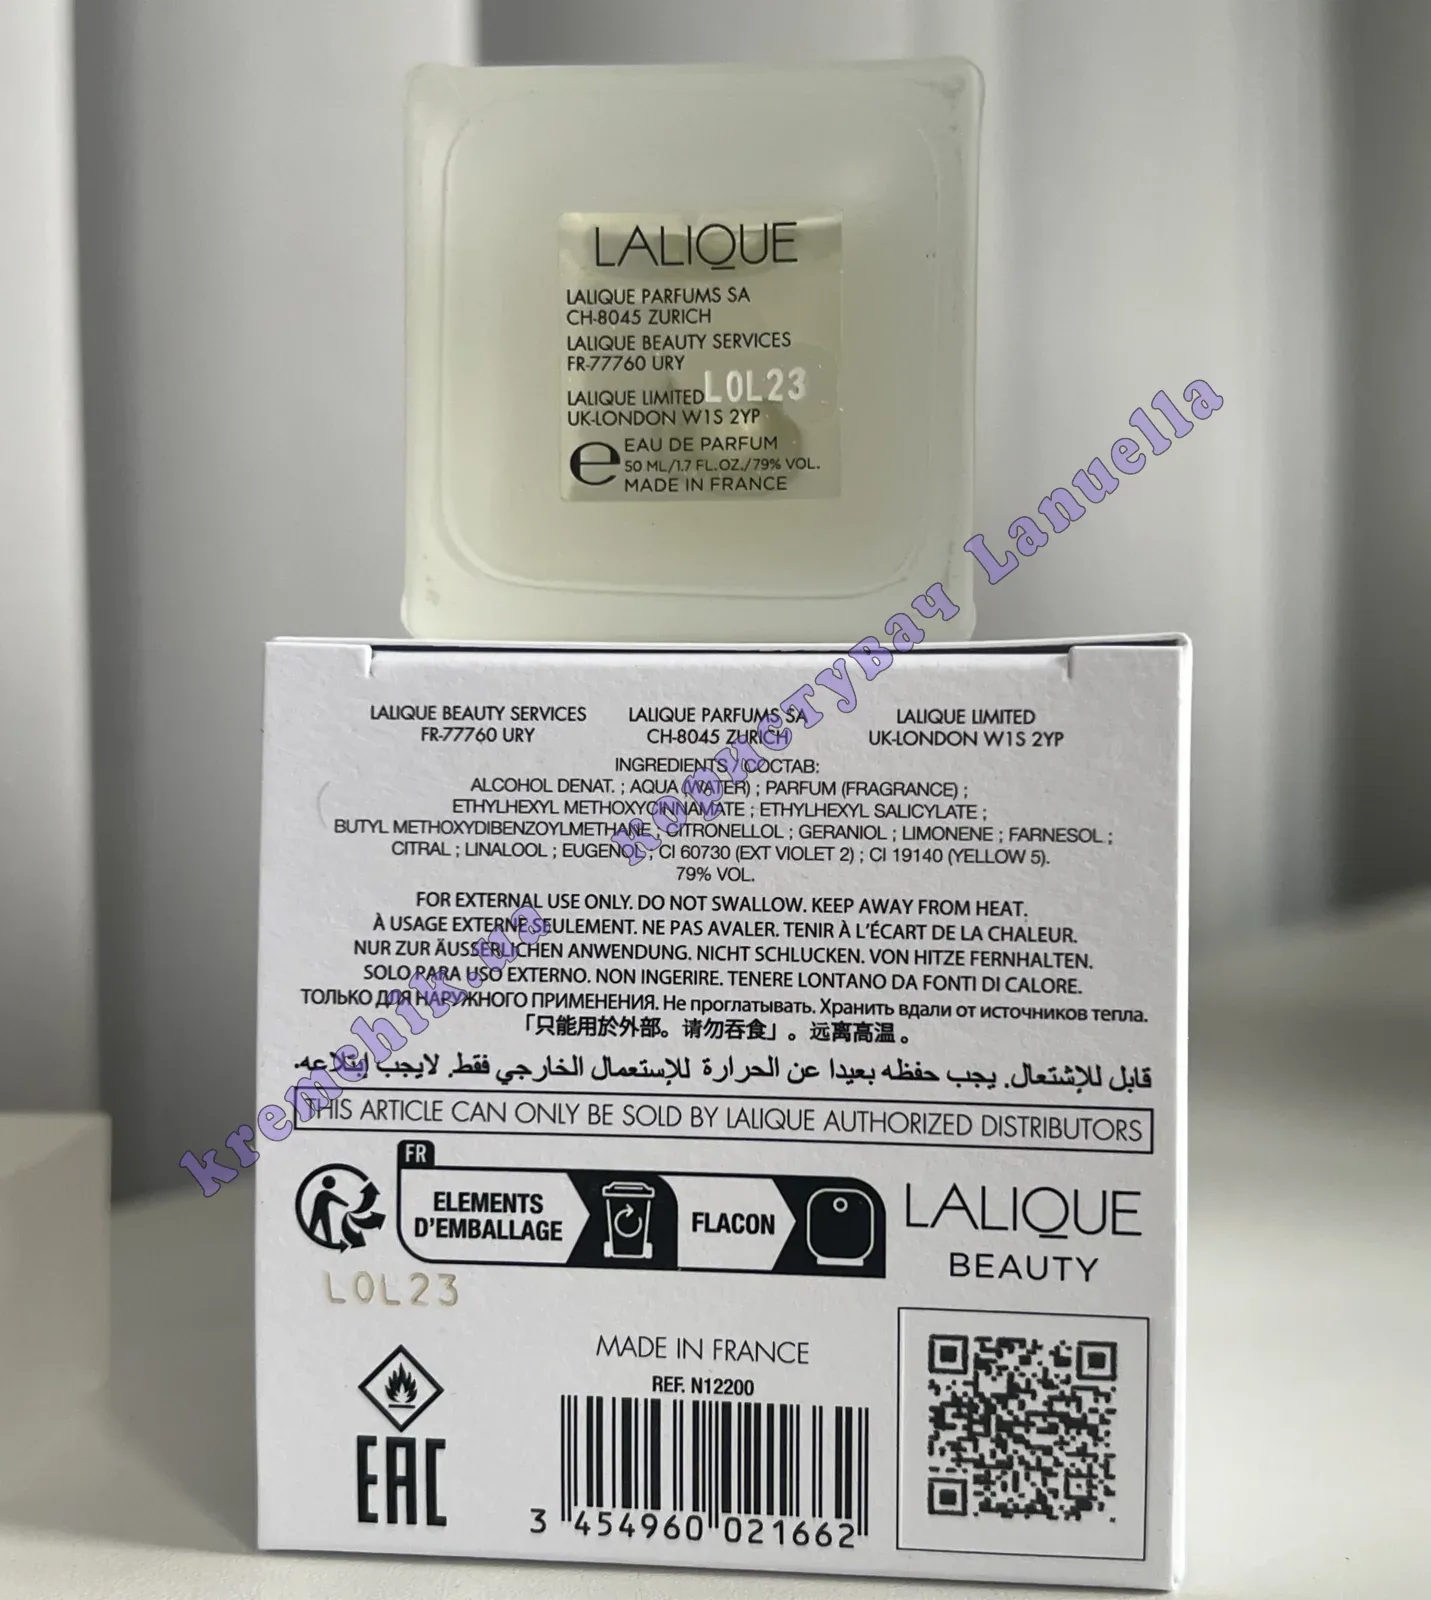 LALIQUE
LALIQUE PARFUMS SA
CH-8045 ZURICH
LALIQUE BEAUTY SERVICES
FR-77760 URY
LALIQUE LIMITED
LOL23
UK-LONDON W1S 2YP
e EAU DE PARFUM
50 ML/1.7 FL.OZ./79% VOL.
MADE IN FRANCE
kremchik.ua користувач Lanuella
LALIQUE BEAUTY SERVICES
FR-77760 URY
LALIQUE PARFUMS SA
CH-8045 ZURICH
LALIQUE LIMITED
UK-LONDON W1S 2YP
INGREDIENTS / СОСТАВ:
ALCOHOL DENAT. ; AQUA (WATER) ; PARFUM (FRAGRANCE) ;
ETHYLHEXYL METHOXYCINNAMATE ; ETHYLHEXYL SALICYLATE ;
BUTYL METHOXYDIBENZOYLMETHANE ; CITRONELLOL ; GERANIOL ; LIMONENE ; FARNESOL ;
CITRAL ; LINALOOL ; EUGENOL ; CI 60730 (EXT VIOLET 2) ; CI 19140 (YELLOW 5).
79% VOL.
FOR EXTERNAL USE ONLY. DO NOT SWALLOW. KEEP AWAY FROM HEAT.
À USAGE EXTERNE SEULEMENT. NE PAS AVALER. TENIR À L'ÉCART DE LA CHALEUR.
NUR ZUR ÄUSSERLICHEN ANWENDUNG. NICHT SCHLUCKEN. VON HITZE FERNHALTEN.
SOLO PARA USO EXTERNO. NON INGERIRE. TENERE LONTANO DA FONTI DI CALORE.
ТОЛЬКО ДЛЯ НАРУЖНОГО ПРИМЕНЕНИЯ. Не проглатывать. Хранить вдали от источников тепла.
「只能用於外部。请勿吞食」。远离高温。
قابل للإشتعال. يجب حفظه بعيدا عن الحرارة للإستعمال الخارجي فقط. لايجب إبتلاعه.
THIS ARTICLE CAN ONLY BE SOLD BY LALIQUE AUTHORIZED DISTRIBUTORS
FR
ELEMENTS
D'EMBALLAGE
FLACON
LALIQUE
BEAUTY
LOL23
MADE IN FRANCE
REF. N12200
EAC
3 454960 021662